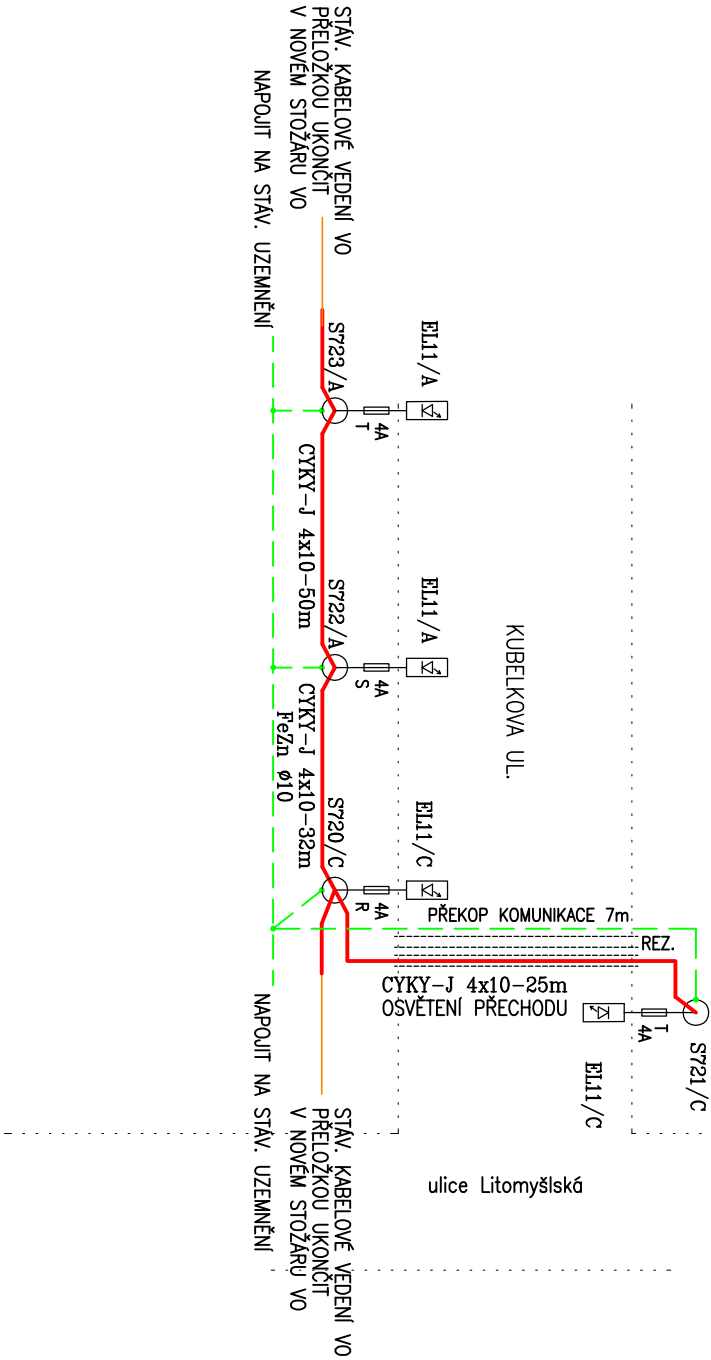 STÁV. KABELOVÉ VEDENÍ VO
PŘELOŽKOU UKONČIT
V NOVÉM STOŽÁRU VO
NAPOJIT NA STÁV. UZEMNĚNÍ
EL11/A
S723/A
4A
T
CYKY-J 4x10-50m
EL11/A
S722/A
4A
S
CYKY-J 4x10-32m
FeZn ø10
KUBELKOVA UL.
EL11/C
S720/C
4A
R
PŘEKOP KOMUNIKACE 7m
REZ.
CYKY-J 4x10-25m
OSVĚTENÍ PŘECHODU
T
4A
S721/C
EL11/C
ulice Litomyšlská
STÁV. KABELOVÉ VEDENÍ VO
PŘELOŽKOU UKONČIT
V NOVÉM STOŽÁRU VO
NAPOJIT NA STÁV. UZEMNĚNÍ